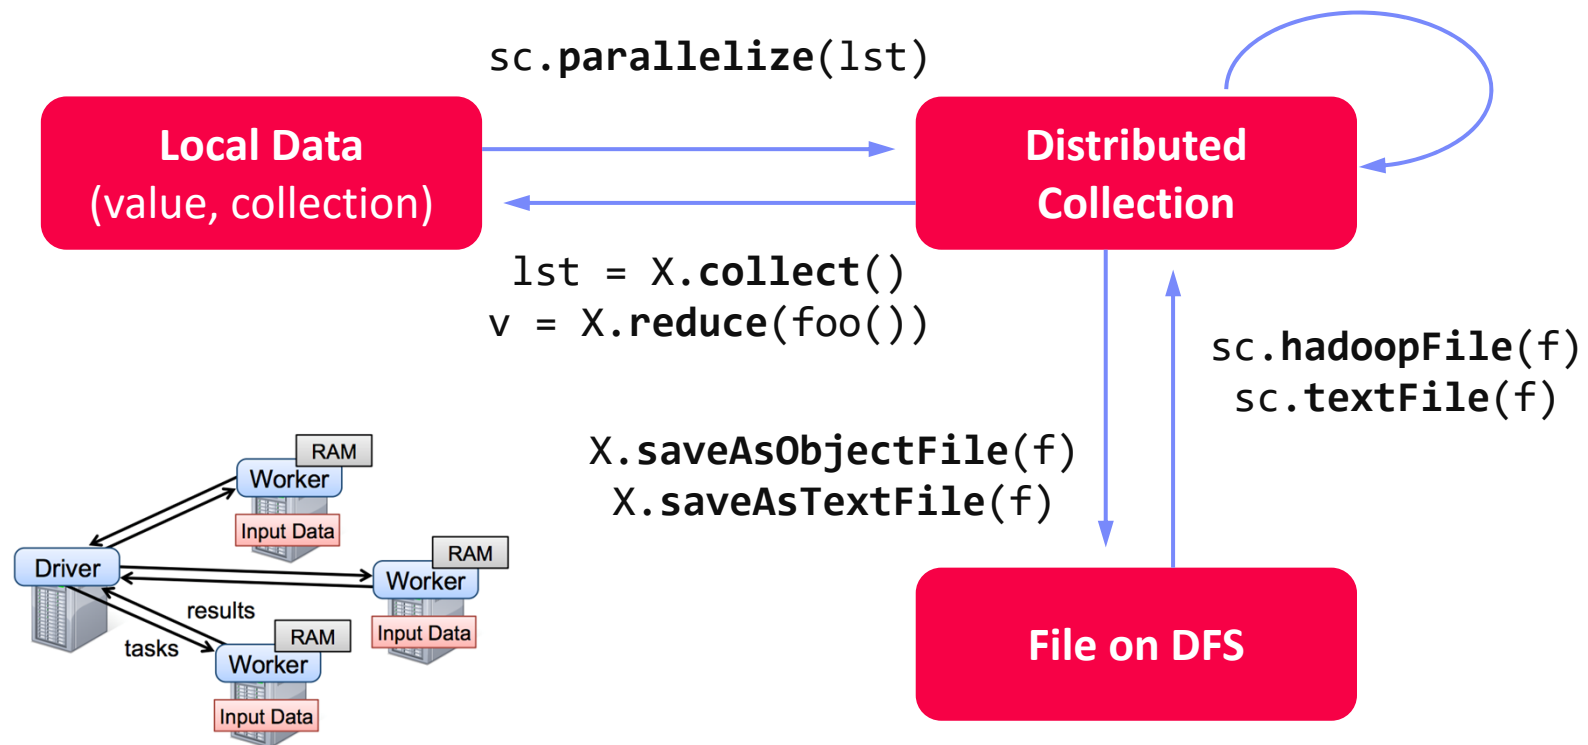 sc.parallelize(lst)
Local Data
(value, collection)
Distributed
Collection
lst = X.collect()
v = X.reduce(foo())
sc.hadoopFile(f)
sc.textFile(f)
X.saveAsObjectFile(f)
X.saveAsTextFile(f)
File on DFS
RAM
Worker
Input Data
Driver
RAM
Worker
Input Data
results
tasks
RAM
Worker
Input Data